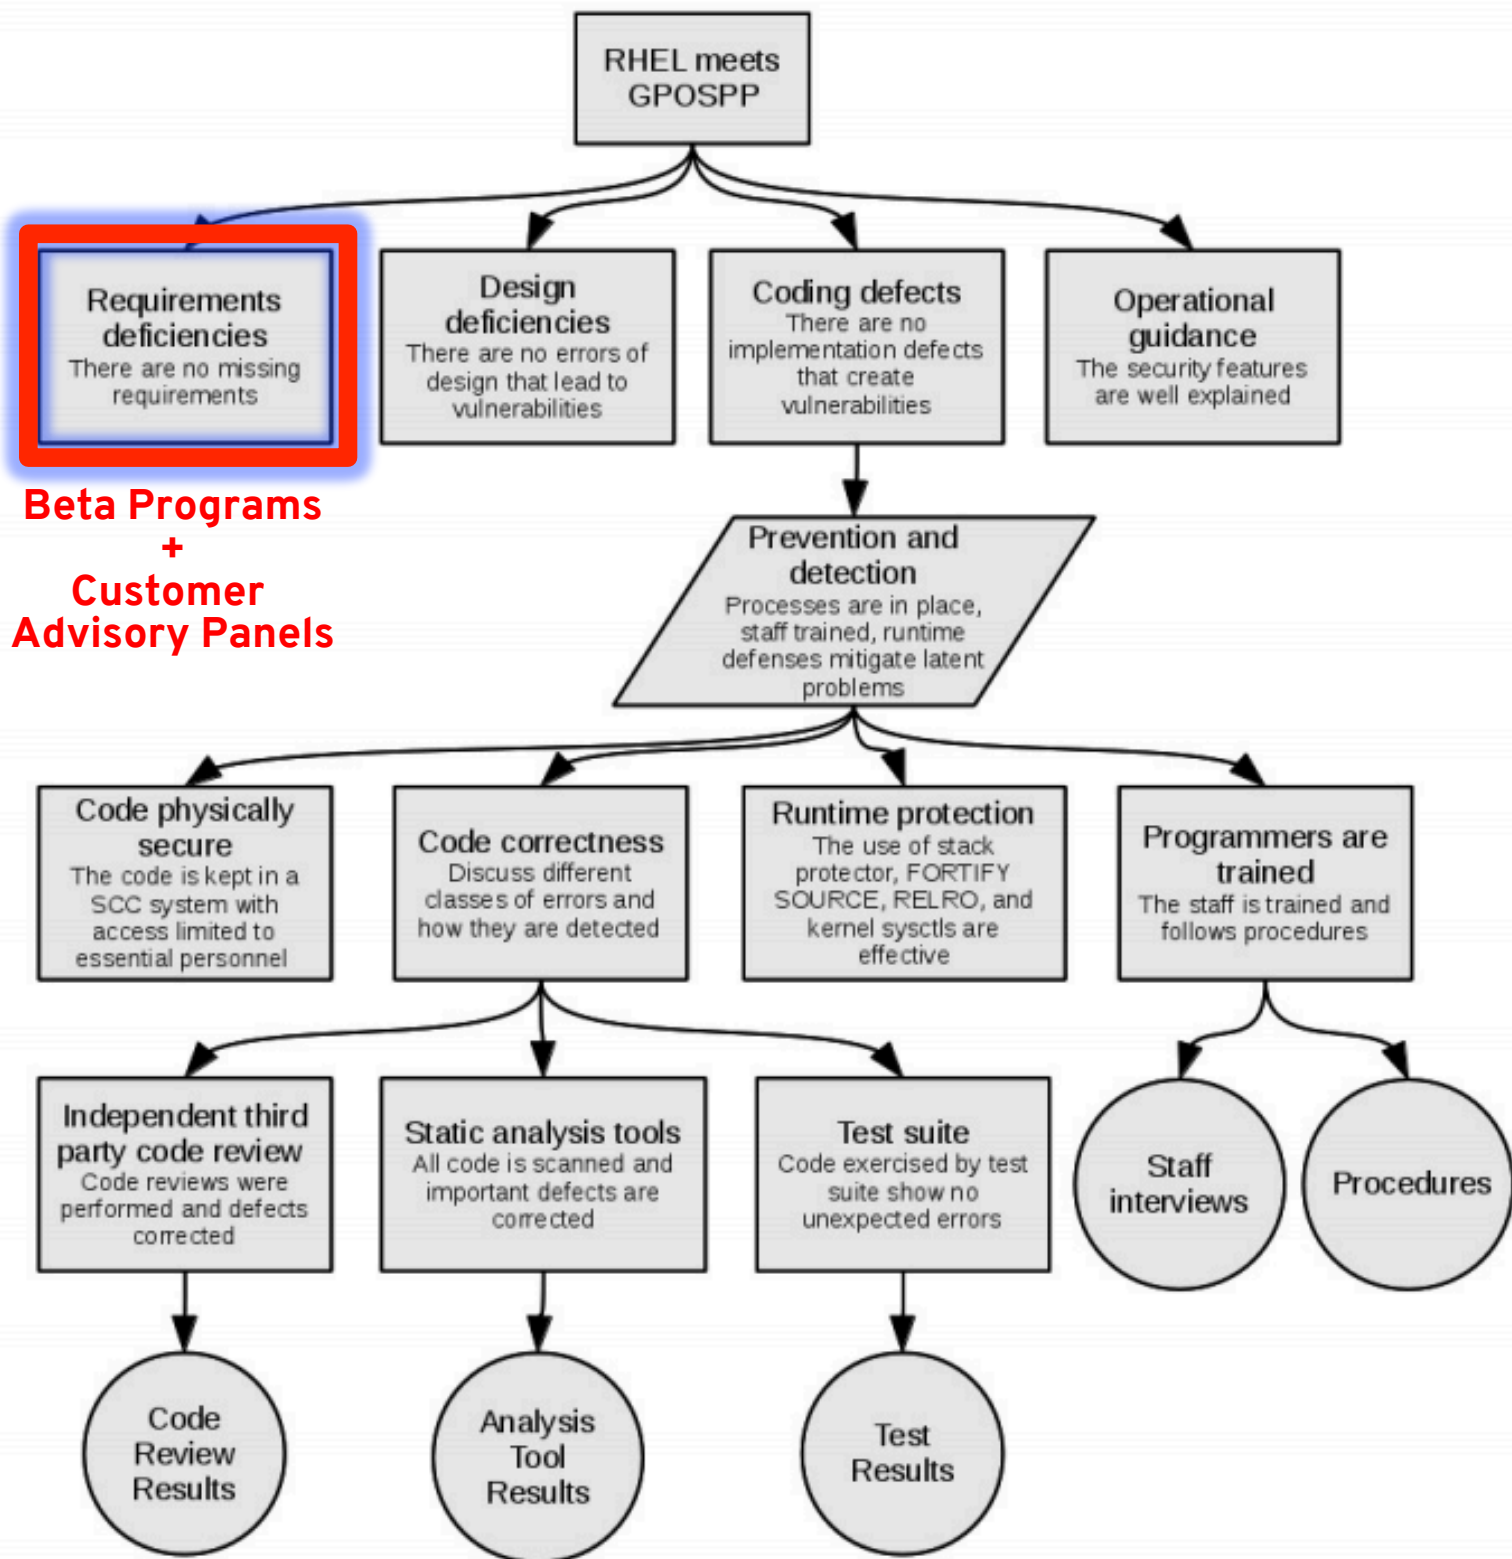 RHEL meets
GPOSPP
Requirements
deficiencies
There are no missing
requirements
Design
deficiencies
There are no errors of
design that lead to
vulnerabilities
Coding defects
There are no
implementation defects
that create
vulnerabilities
Operational
guidance
The security features
are well explained
Beta Programs
+
Customer
Advisory Panels
Prevention and
detection
Processes are in place,
staff trained, runtime
defenses mitigate latent
problems
Code physically
secure
The code is kept in a
SCC system with
access limited to
essential personnel
Code correctness
Discuss different
classes of errors and
how they are detected
Runtime protection
The use of stack
protector, FORTIFY
SOURCE, RELRO, and
kernel sysctls are
effective
Programmers are
trained
The staff is trained and
follows procedures
Independent third
party code review
Code reviews were
performed and defects
corrected
Static analysis tools
All code is scanned and
important defects are
corrected
Test suite
Code exercised by test
suite show no
unexpected errors
Staff
interviews
Procedures
Code
Review
Results
Analysis
Tool
Results
Test
Results